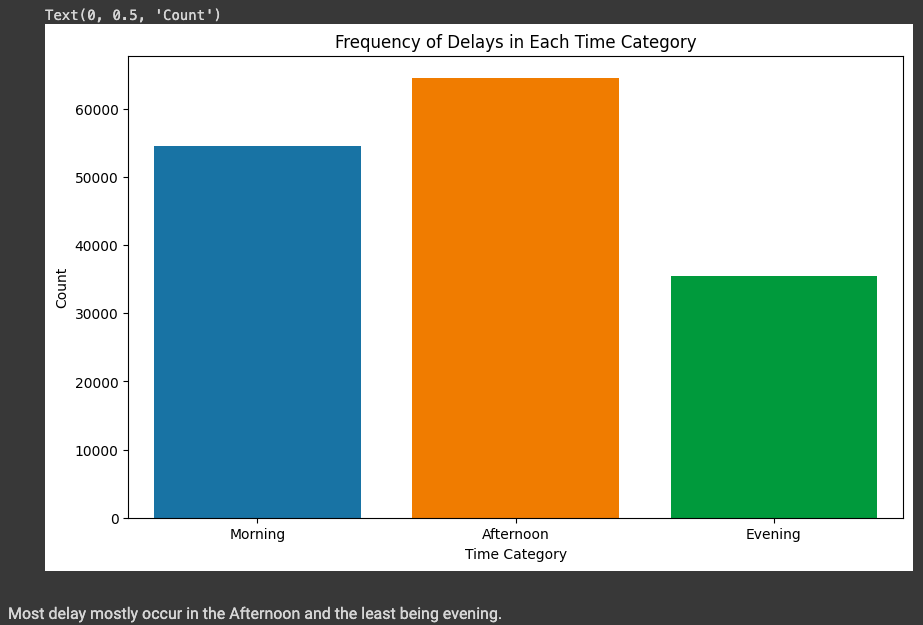 Text(0, 0.5, 'Count')
Frequency of Delays in Each Time Category
60000
50000
40000
30000
20000
10000
0
Count
Morning Afternoon Evening
Time Category
Most delay mostly occur in the Afternoon and the least being evening.